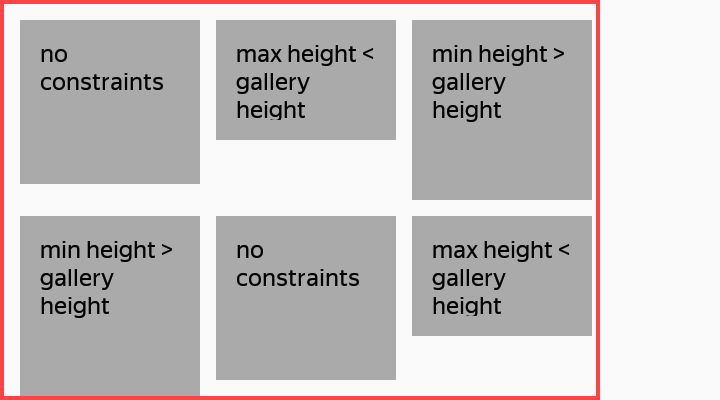 no
constraints
max height <
gallery
height
min height >
gallery
height
min height >
gallery
height
no
constraints
max height <
gallery
height